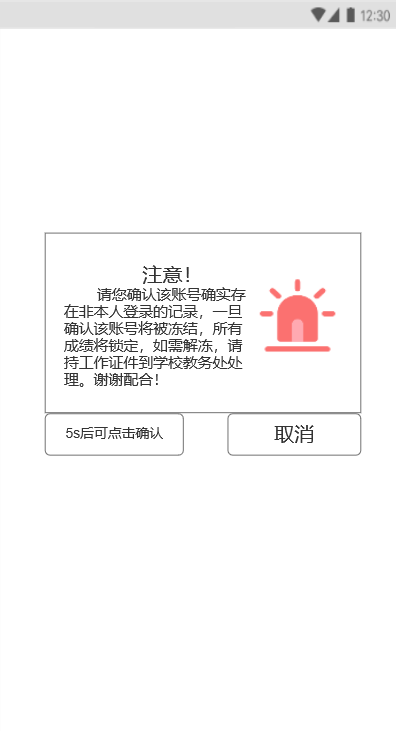 12:30
注意！
请您确认该账号确实存
在非本人登录的记录，一旦
确认该账号将被冻结，所有
成绩将锁定，如需解冻，请
持工作证件到学校教务处处
理。谢谢配合！
5s后可点击确认
取消